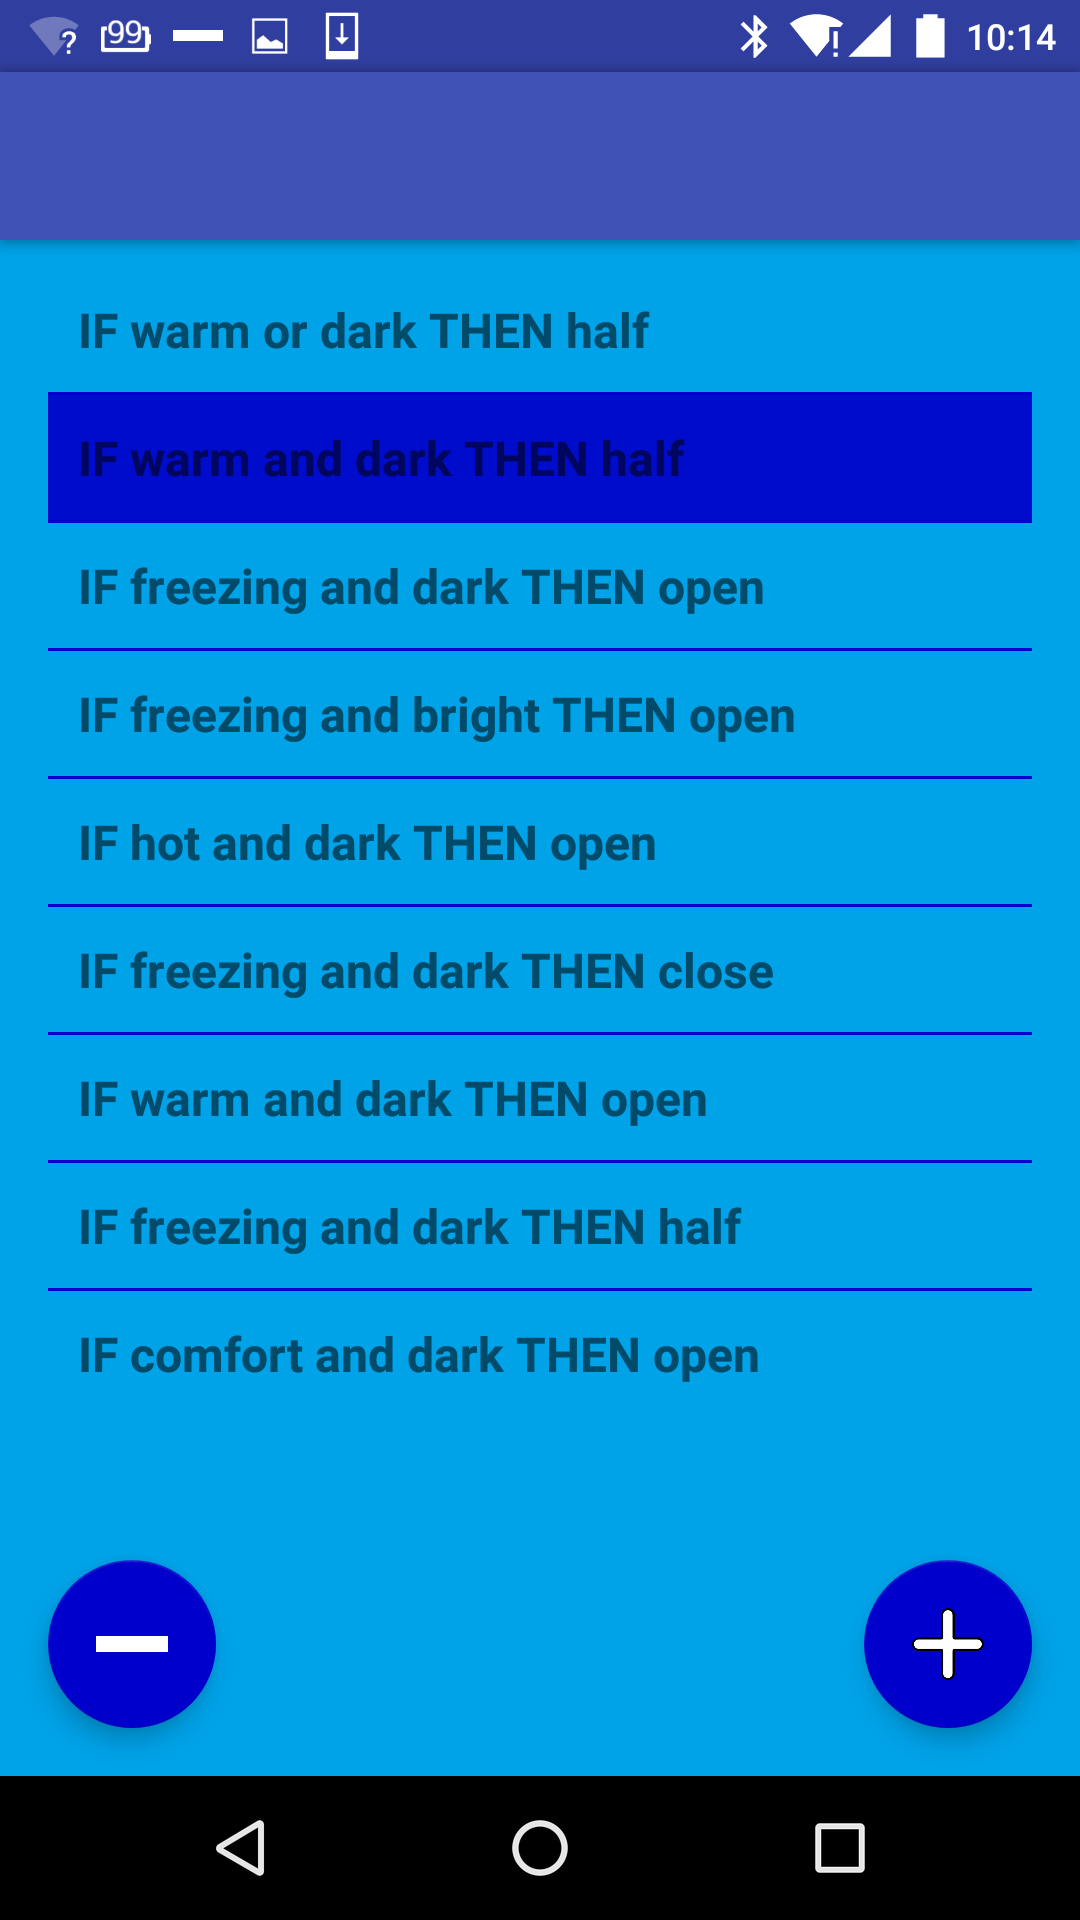 99
10:14
IF warm or dark THEN half
IF warm and dark THEN half
IF freezing and dark THEN open
IF freezing and bright THEN open
IF hot and dark THEN open
IF freezing and dark THEN close
IF warm and dark THEN open
IF freezing and dark THEN half
IF comfort and dark THEN open